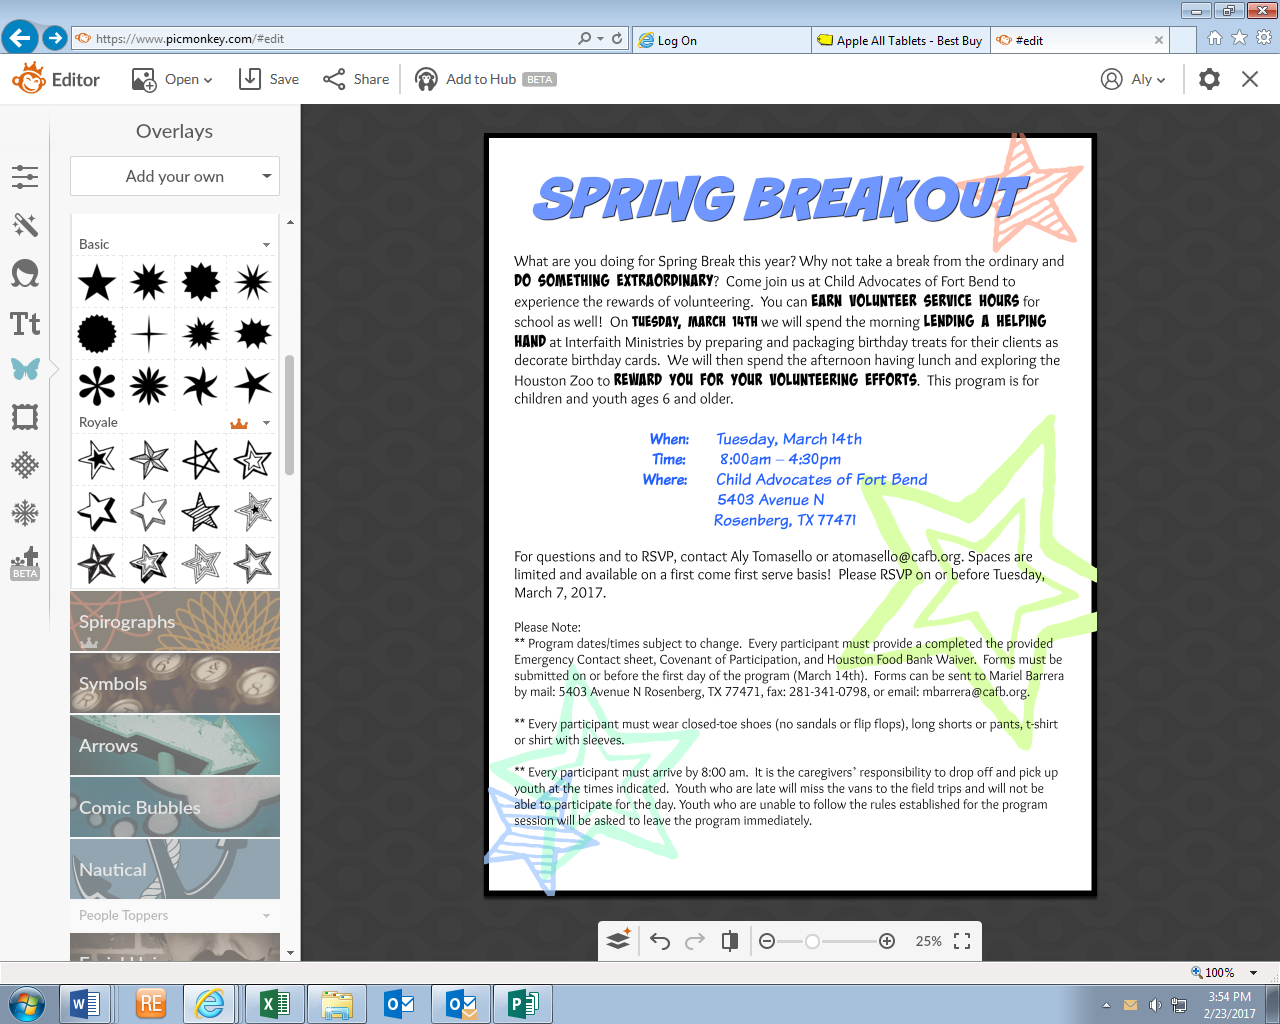 https://www.picmonkey.com/#edit
Log On
Apple All Tablets - Best Buy
#edit
Editor
Open
Save
Share
Add to Hub BETA
Aly
Overlays
Add your own
Basic
Royale
Spirographs
Symbols
Arrows
Comic Bubbles
Nautical
People Toppers
Tt
BETA
SPRING BREAKOUT
What are you doing for Spring Break this year? Why not take a break from the ordinary and
DO SOMETHING EXTRAORDINARY? Come join us at Child Advocates of Fort Bend to
experience the rewards of volunteering. You can EARN VOLUNTEER SERVICE HOURS for
school as well! On TUESDAY, MARCH 14TH we will spend the morning LENDING A HELPING
HAND at Interfaith Ministries by preparing and packaging birthday treats for their clients as
decorate birthday cards. We will then spend the afternoon having lunch and exploring the
Houston Zoo to REWARD YOU FOR YOUR VOLUNTEERING EFFORTS. This program is for
children and youth ages 6 and older.
When: Tuesday, March 14th
Time: 8:00am – 4:30pm
Where: Child Advocates of Fort Bend
5403 Avenue N
Rosenberg, TX 77471
For questions and to RSVP, contact Aly Tomasello or atomasello@cafb.org. Spaces are
limited and available on a first come first serve basis! Please RSVP on or before Tuesday,
March 7, 2017.
Please Note:
** Program dates/times subject to change. Every participant must provide a completed the provided
Emergency Contact sheet, Covenant of Participation, and Houston Food Bank Waiver. Forms must be
submitted on or before the first day of the program (March 14th). Forms can be sent to Mariel Barrera
by mail: 5403 Avenue N Rosenberg, TX 77471, fax: 281-341-0798, or email: mbarrera@cafb.org.
** Every participant must wear closed-toe shoes (no sandals or flip flops), long shorts or pants, t-shirt
or shirt with sleeves.
** Every participant must arrive by 8:00 am. It is the caregivers' responsibility to drop off and pick up
youth at the times indicated. Youth who are late will miss the vans to the field trips and will not be
able to participate for the day. Youth who are unable to follow the rules established for the program
session will be asked to leave the program immediately.
25%
100%
RE
3:54 PM
2/23/2017